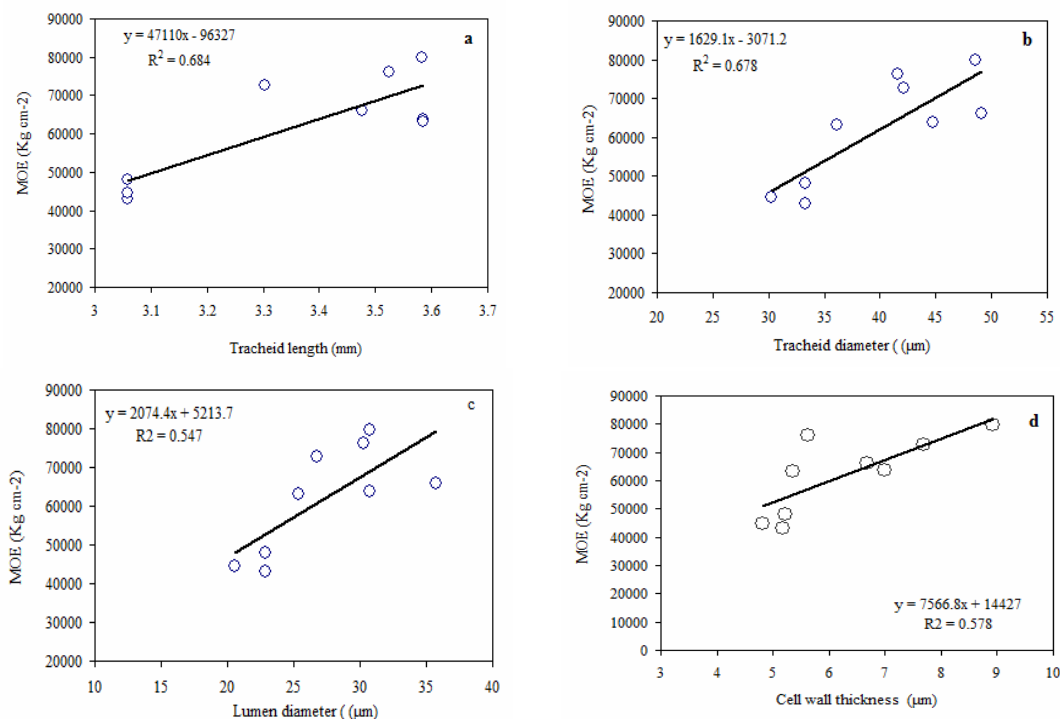 90000
80000
70000
60000
50000
40000
30000
20000
MOE (Kg cm-2)
y = 47110x - 96327
R² = 0.684
a
3 3.1 3.2 3.3 3.4 3.5 3.6 3.7
Tracheid length (mm)
90000
80000
70000
60000
50000
40000
30000
20000
MOE (Kg cm-2)
y = 1629.1x - 3071.2
R² = 0.678
b
20 25 30 35 40 45 50 55
Tracheid diameter ( (μm)
90000
80000
70000
60000
50000
40000
30000
20000
MOE (Kg cm-2)
y = 2074.4x + 5213.7
R2 = 0.547
c
10 15 20 25 30 35 40
Lumen diameter ( (μm)
90000
80000
70000
60000
50000
40000
30000
20000
10000
0
MOE (Kg cm-2)
d
y = 7566.8x + 14427
R2 = 0.578
3 4 5 6 7 8 9 10
Cell wall thickness (μm)